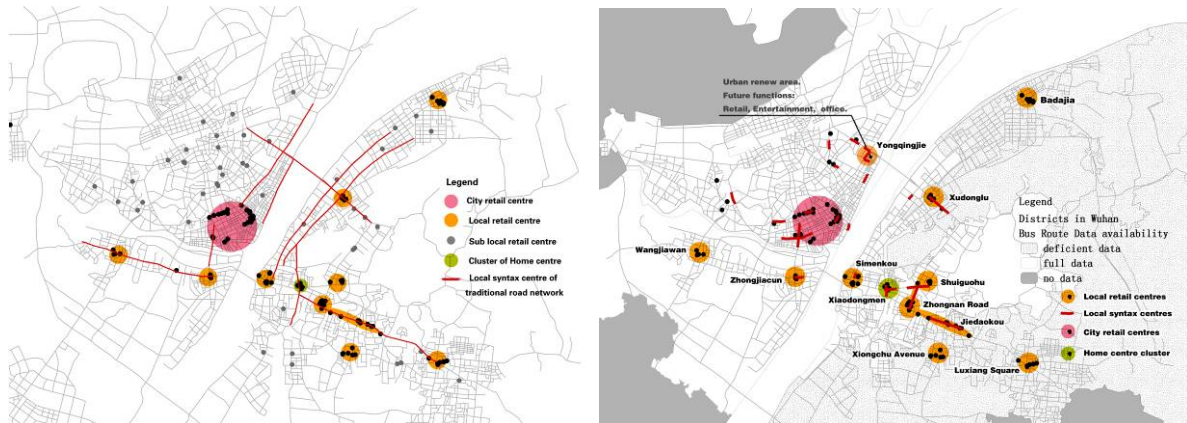 Legend
City retail centre
Local retail centre
Sub local retail centre
Cluster of Home centre
Local syntax centre of
traditional road network
Urban renew area.
Future functions:
Retail, Entertainment, office.
Badajia
Yongqingjie
Xudonglu
Legend
Districts in Wuhan
Bus Route Data availability
deficient data
full data
no data
Local retail centres
Local syntax centres
City retail centres
Home centre cluster
Wangjiawan
Zhongjiacun
Simenkou
Xiaodongmen
Shuiguohu
Zhongnan Road
Jiedaokou
Xiongchu Avenue
Luxiang Square